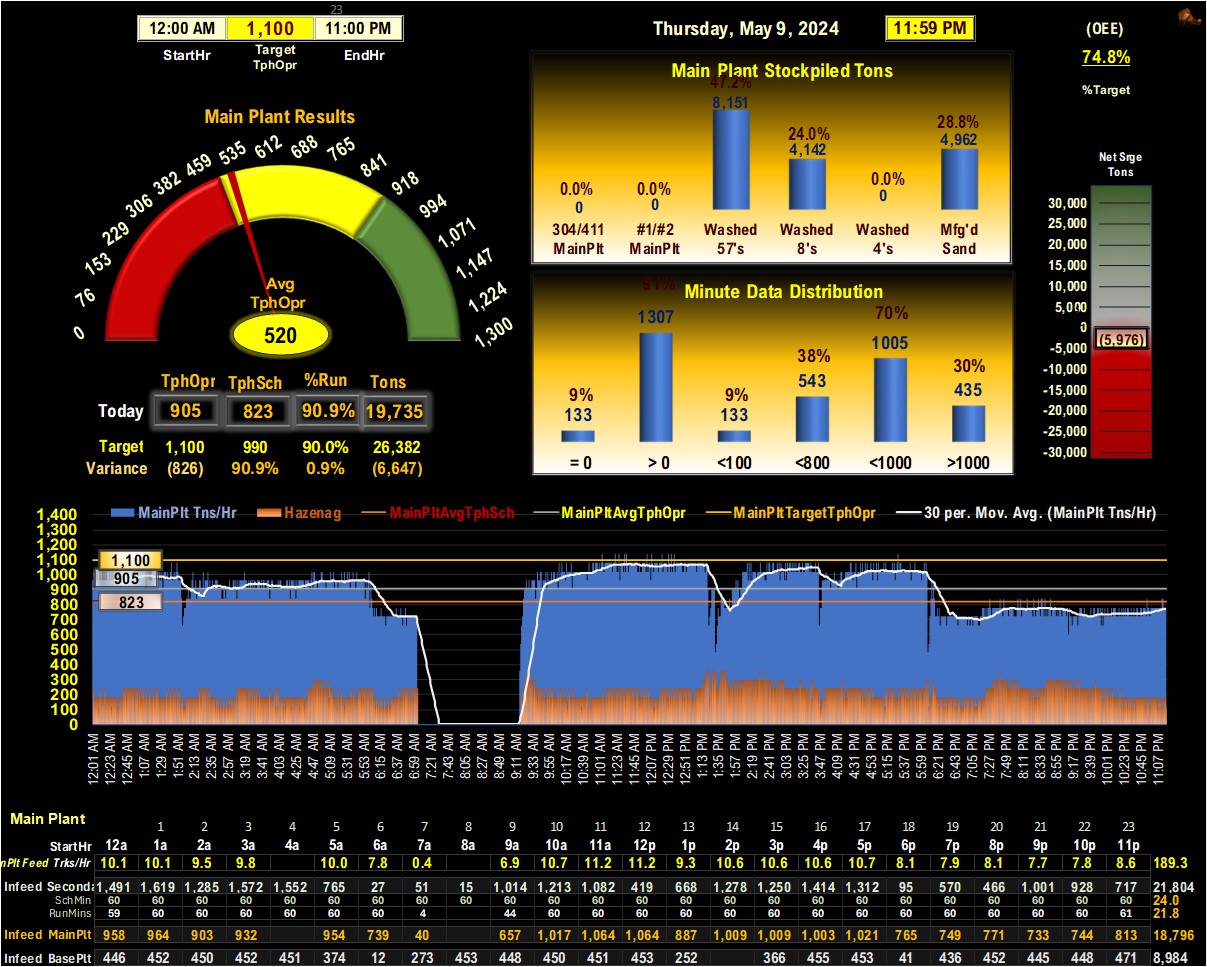 23
12:00 AM 1,100 11:00 PM
StartHr Target TphOpr EndHr
Thursday, May 9, 2024 11:59 PM
(OEE)
74.8%
%Target
Main Plant Results
0 76 153 229 306 382 459 535 612 688 765 841 918 994 1,071 1,147 1,224 1,300
Avg
TphOpr
520
TphOpr TphSch %Run Tons
Today 905 823 90.9% 19,735
Target 1,100 990 90.0% 26,382
Variance (826) 90.9% 0.9% (6,647)
Main Plant Stockpiled Tons
0.0% 0.0% 47.2% 24.0% 0.0% 28.8%
0 0 8,151 4,142 0 4,962
304/411 #1/#2 Washed Washed Washed Mfg'd
MainPlt MainPlt 57's 8's 4's Sand
Minute Data Distribution
9% 91% 9% 38% 70% 30%
133 1307 133 543 1005 435
= 0 > 0 <100 <800 <1000 >1000
Net Srge
Tons
30,000
25,000
20,000
15,000
10,000
5,000
0
(5,976)
-5,000
-10,000
-15,000
-20,000
-25,000
-30,000
MainPlt Tns/Hr Hazenag MainPltAvgTphSch MainPltAvgTphOpr MainPltTargetTphOpr 30 per. Mov. Avg. (MainPlt Tns/Hr)
1,400
1,300
1,200
1,100
1,000
900
800
700
600
500
400
300
200
100
0
1,100
905
823
12:01 AM 12:23 AM 12:45 AM 1:07 AM 1:29 AM 1:51 AM 2:13 AM 2:35 AM 2:57 AM 3:19 AM 3:41 AM 4:03 AM 4:25 AM 4:47 AM 5:09 AM 5:31 AM 5:53 AM 6:15 AM 6:37 AM 6:59 AM 7:21 AM 7:43 AM 8:05 AM 8:27 AM 8:49 AM 9:11 AM 9:33 AM 9:55 AM 10:17 AM 10:39 AM 11:01 AM 11:23 AM 11:45 AM 12:07 PM 12:29 PM 12:51 PM 1:13 PM 1:35 PM 1:57 PM 2:19 PM 2:41 PM 3:03 PM 3:25 PM 3:47 PM 4:09 PM 4:31 PM 4:53 PM 5:15 PM 5:37 PM 5:59 PM 6:21 PM 6:43 PM 7:05 PM 7:27 PM 7:49 PM 8:11 PM 8:33 PM 8:55 PM 9:17 PM 9:39 PM 10:01 PM 10:23 PM 10:45 PM 11:07 PM
Main Plant
1 2 3 4 5 6 7 8 9 10 11 12 13 14 15 16 17 18 19 20 21 22 23
StartHr 12a 1a 2a 3a 4a 5a 6a 7a 8a 9a 10a 11a 12p 1p 2p 3p 4p 5p 6p 7p 8p 9p 10p 11p
nPlt Feed Trks/Hr 10.1 10.1 9.5 9.8 10.0 7.8 0.4 6.9 10.7 11.2 11.2 9.3 10.6 10.6 10.6 10.7 8.1 7.9 8.1 7.7 7.8 8.6 189.3
Infeed Seconda 1,491 1,619 1,285 1,572 1,552 765 27 51 15 1,014 1,213 1,082 419 668 1,278 1,250 1,414 1,312 95 570 466 1,001 928 717 21,804
SchMin 60 60 60 60 60 60 60 60 60 60 60 60 60 60 60 60 60 60 60 60 60 60 60 60 24.0
RunMins 59 60 60 60 60 60 60 4 44 60 60 60 60 60 60 60 60 60 60 60 60 60 61 21.8
Infeed MainPlt 958 964 903 932 954 739 40 657 1,017 1,064 1,064 887 1,009 1,009 1,003 1,021 765 749 771 733 744 813 18,796
Infeed BasePlt 446 452 450 452 451 374 12 273 453 448 450 451 453 252 366 455 453 41 436 452 445 448 452 8,984